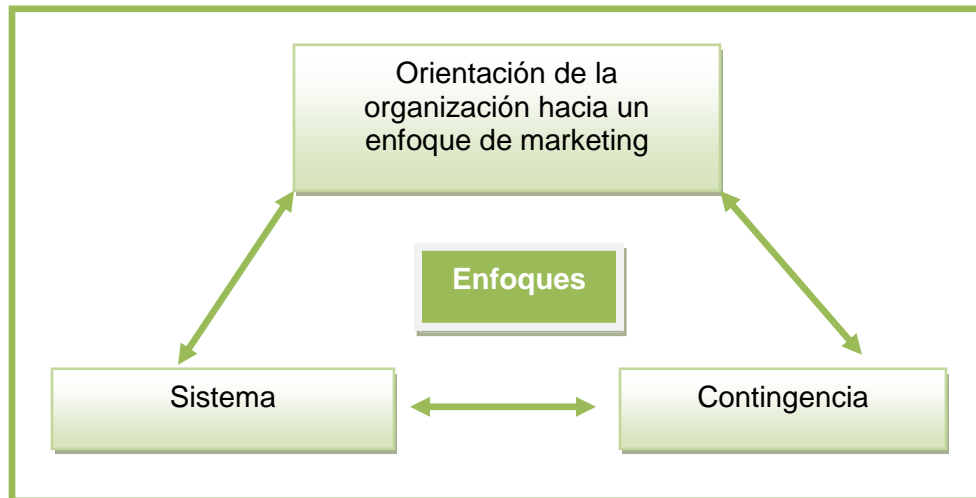 Orientación de la
organización hacia un
enfoque de marketing
Enfoques
Sistema
Contingencia